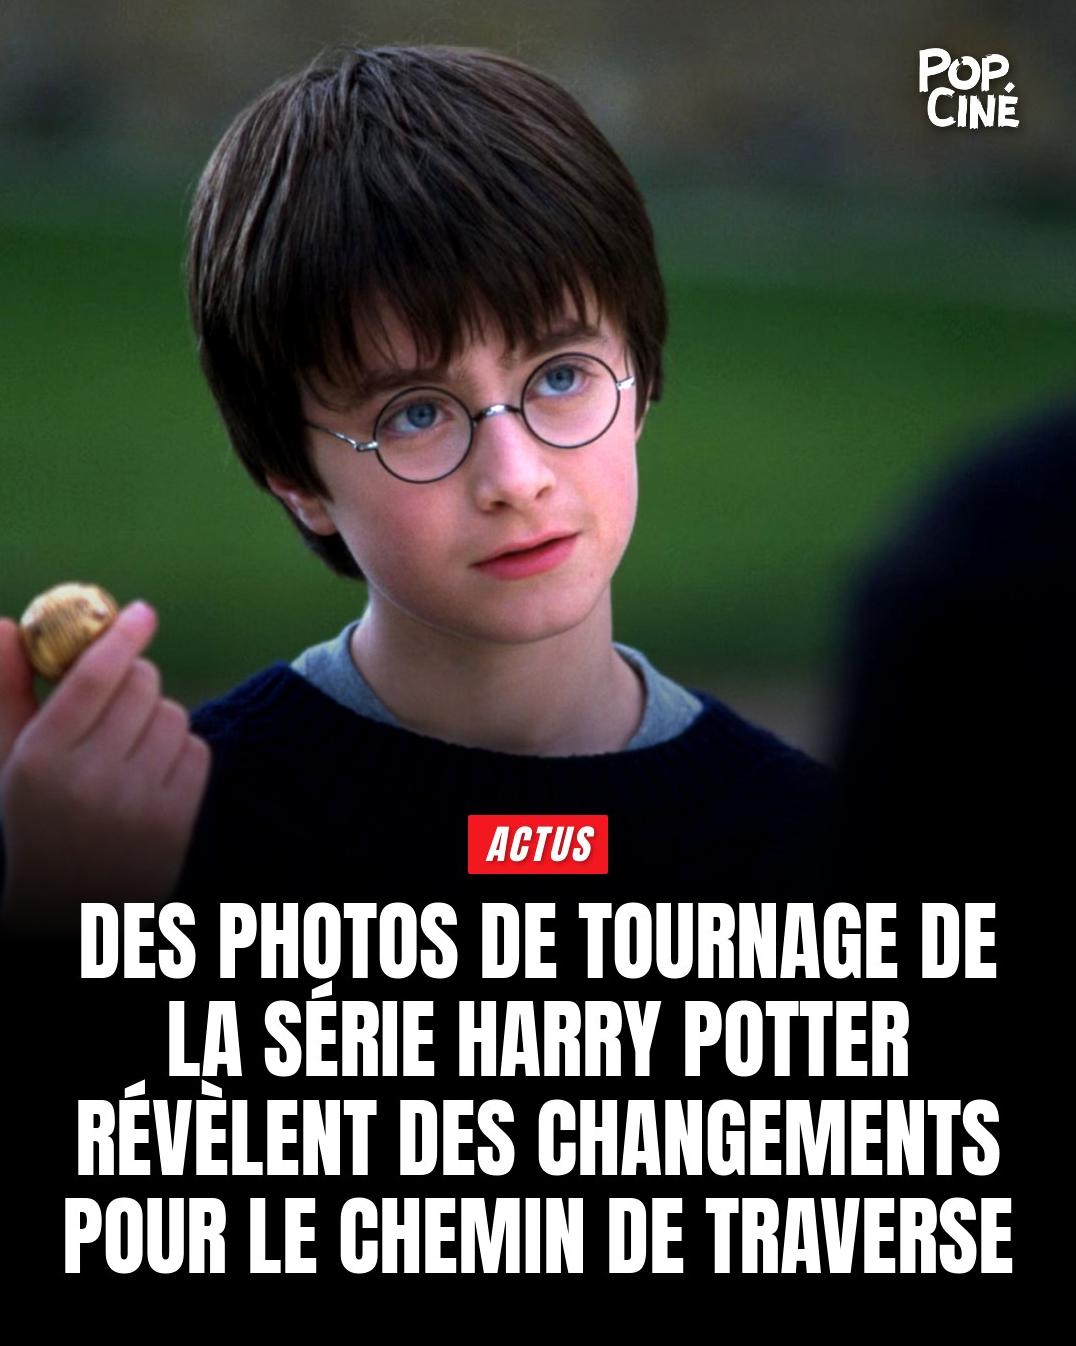 POP.
CINÉ
ACTUS
DES PHOTOS DE TOURNAGE DE
LA SÉRIE HARRY POTTER
RÉVÈLENT DES CHANGEMENTS
POUR LE CHEMIN DE TRAVERSE